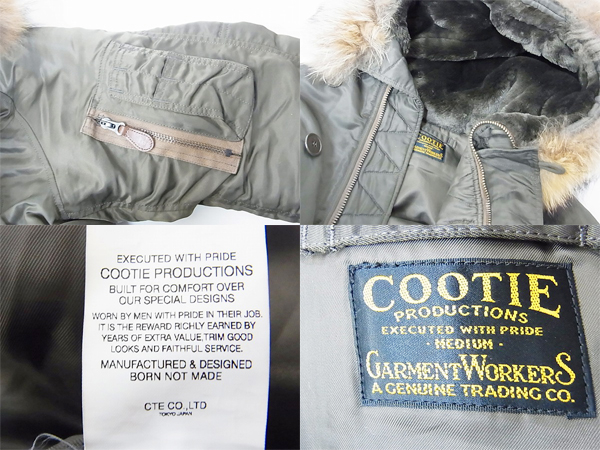 COOTIE
PRODUCTIONS
EXECUTED WITH PRIDE
COOTIE PRODUCTIONS
BUILT FOR COMFORT OVER
OUR SPECIAL DESIGNS
WORN BY MEN WITH PRIDE IN THEIR JOB.
IT IS THE REWARD RICHLY EARNED BY
YEARS OF EXTRA VALUE,TRIM GOOD
LOOKS AND FAITHFUL SERVICE.
MANUFACTURED & DESIGNED
BORN NOT MADE
CTE CO.,LTD
TOKYO JAPAN
COOTIE
PRODUCTIONS
EXECUTED WITH PRIDE
- MEDIUM -
GARMENT WORKERS
A GENUINE TRADING CO.